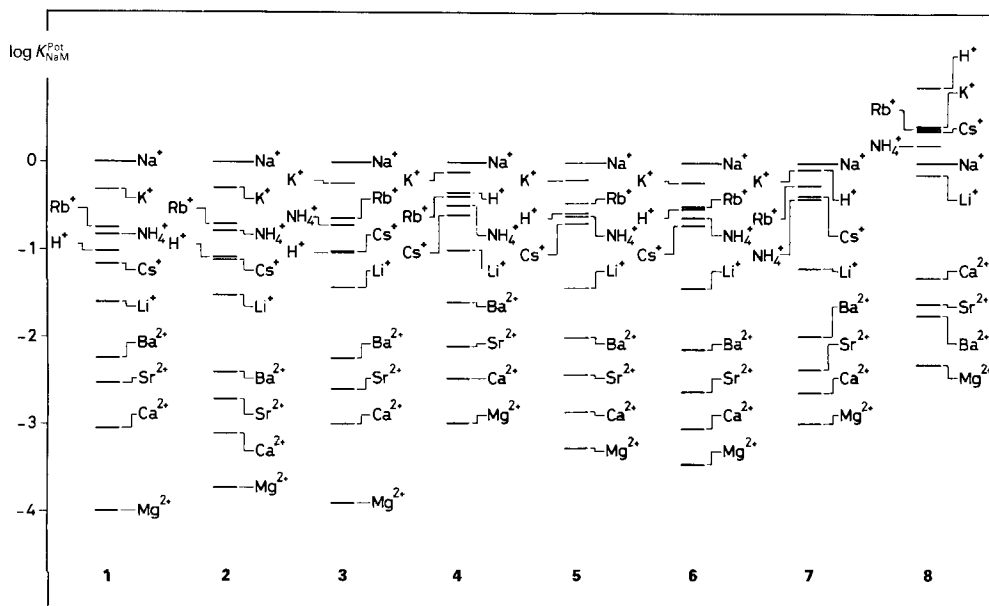 log K^Pot_NaM
0
-1
-2
-3
-4
Na⁺
K⁺
Rb⁺
NH₄⁺
H⁺
Cs⁺
Li⁺
Ba²⁺
Sr²⁺
Ca²⁺
Mg²⁺
1
Na⁺
K⁺
Rb⁺
NH₄⁺
H⁺
Cs⁺
Li⁺
Ba²⁺
Sr²⁺
Ca²⁺
Mg²⁺
2
Na⁺
K⁺
Rb⁺
NH₄⁺
Cs⁺
H⁺
Li⁺
Ba²⁺
Sr²⁺
Ca²⁺
Mg²⁺
3
Na⁺
K⁺
H⁺
Rb⁺
NH₄⁺
Cs⁺
Li⁺
Ba²⁺
Sr²⁺
Ca²⁺
Mg²⁺
4
Na⁺
K⁺
Rb⁺
H⁺
NH₄⁺
Cs⁺
Li⁺
Ba²⁺
Sr²⁺
Ca²⁺
Mg²⁺
5
Na⁺
K⁺
Rb⁺
H⁺
NH₄⁺
Cs⁺
Li⁺
Ba²⁺
Sr²⁺
Ca²⁺
Mg²⁺
6
Na⁺
K⁺
H⁺
Rb⁺
Cs⁺
NH₄⁺
Li⁺
Ba²⁺
Sr²⁺
Ca²⁺
Mg²⁺
7
H⁺
K⁺
Rb⁺
Cs⁺
NH₄⁺
Na⁺
Li⁺
Ca²⁺
Sr²⁺
Ba²⁺
Mg²⁺
8